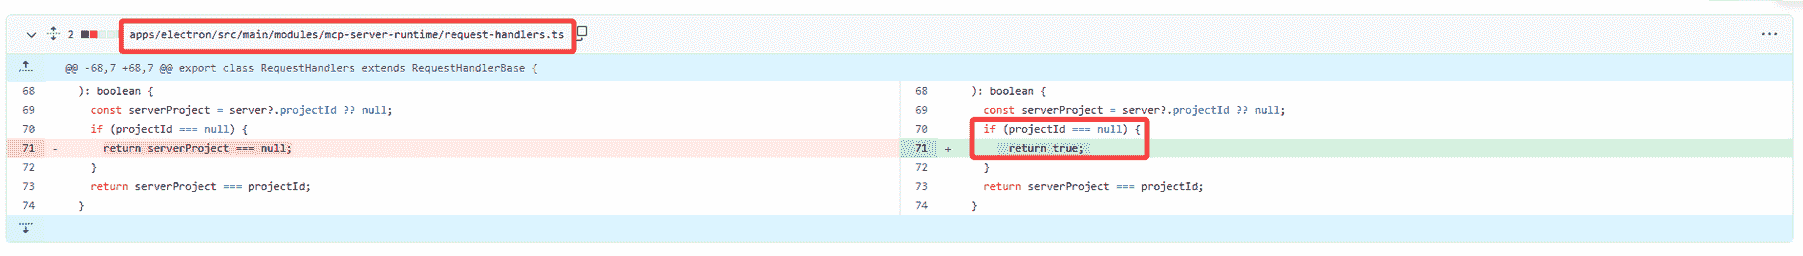 2 apps/electron/src/main/modules/mcp-server-runtime/request-handlers.ts
@@ -68,7 +68,7 @@ export class RequestHandlers extends RequestHandlerBase {
68 ): boolean {
69 const serverProject = server?.projectId ?? null;
70 if (projectId === null) {
71 - return serverProject === null;
72 }
73 return serverProject === projectId;
74 }
68 ): boolean {
69 const serverProject = server?.projectId ?? null;
70 if (projectId === null) {
71 + return true;
72 }
73 return serverProject === projectId;
74 }